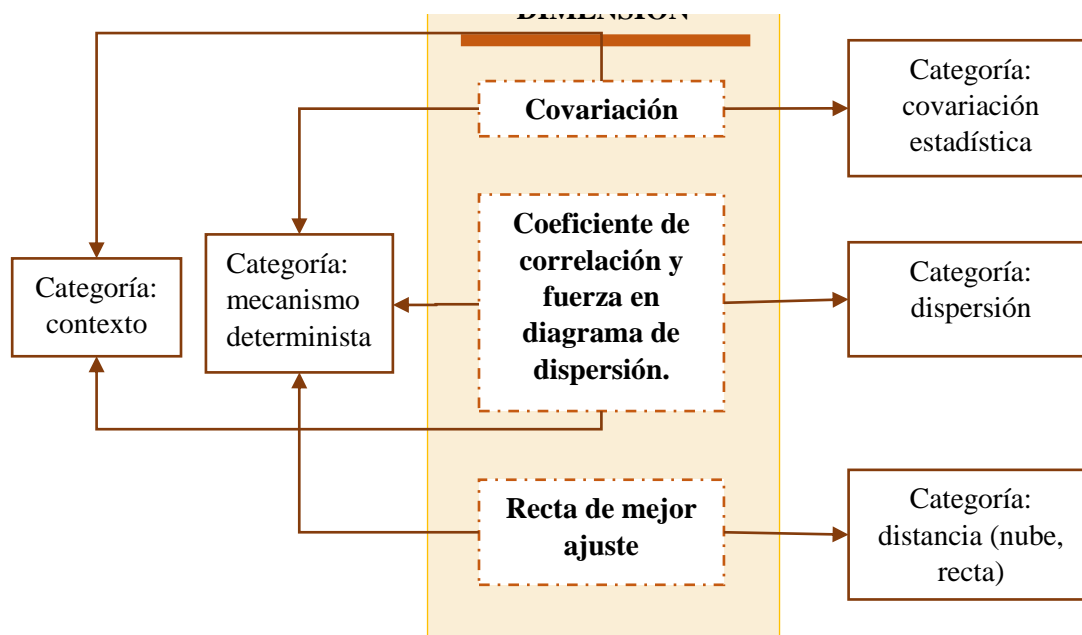 DIMENSIÓN
Covariación
Categoría:
covariación
estadística
Coeficiente de
correlación y
fuerza en
diagrama de
dispersión.
Categoría:
contexto
Categoría:
mecanismo
determinista
Categoría:
dispersión
Recta de mejor
ajuste
Categoría:
distancia (nube,
recta)